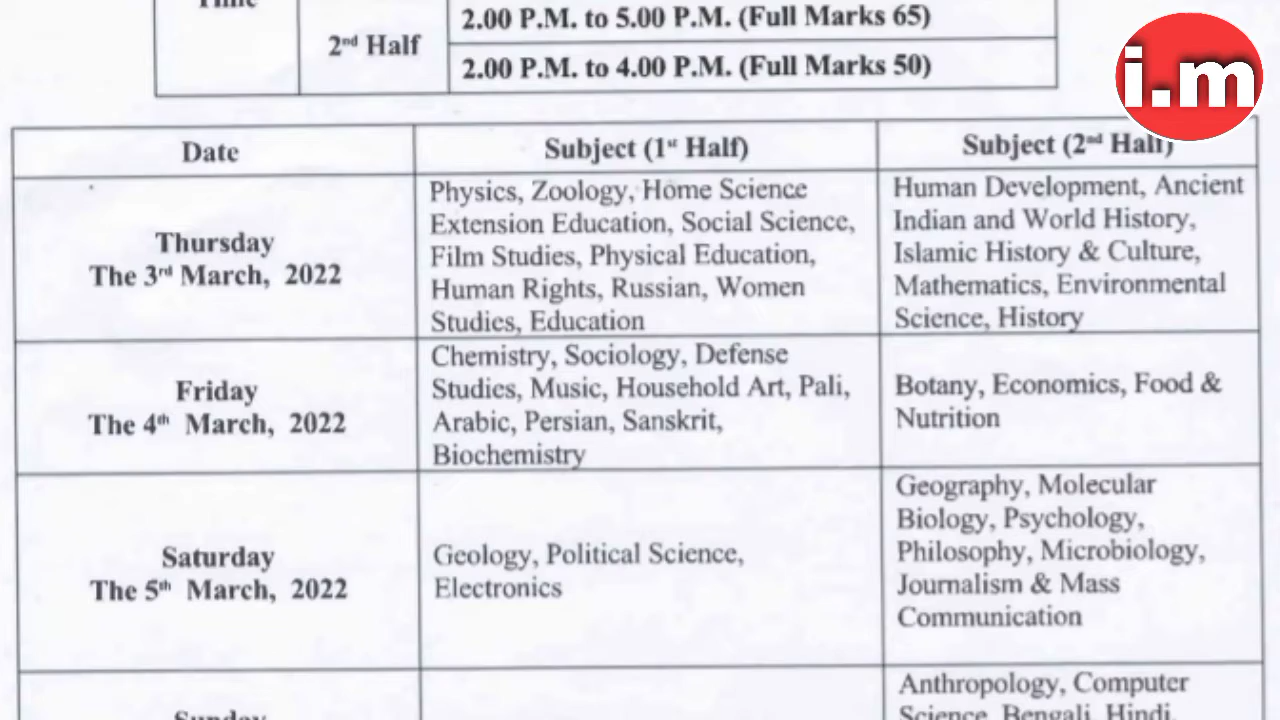 Time
2nd Half
2.00 P.M. to 5.00 P.M. (Full Marks 65)
2.00 P.M. to 4.00 P.M. (Full Marks 50)
i.m
Date
Subject (1st Half)
Subject (2nd Half)
Thursday
The 3rd March, 2022
Physics, Zoology, Home Science
Extension Education, Social Science,
Film Studies, Physical Education,
Human Rights, Russian, Women
Studies, Education
Human Development, Ancient
Indian and World History,
Islamic History & Culture,
Mathematics, Environmental
Science, History
Friday
The 4th March, 2022
Chemistry, Sociology, Defense
Studies, Music, Household Art, Pali,
Arabic, Persian, Sanskrit,
Biochemistry
Botany, Economics, Food &
Nutrition
Saturday
The 5th March, 2022
Geology, Political Science,
Electronics
Geography, Molecular
Biology, Psychology,
Philosophy, Microbiology,
Journalism & Mass
Communication
Sunday
Anthropology, Computer
Science, Bengali, Hindi,